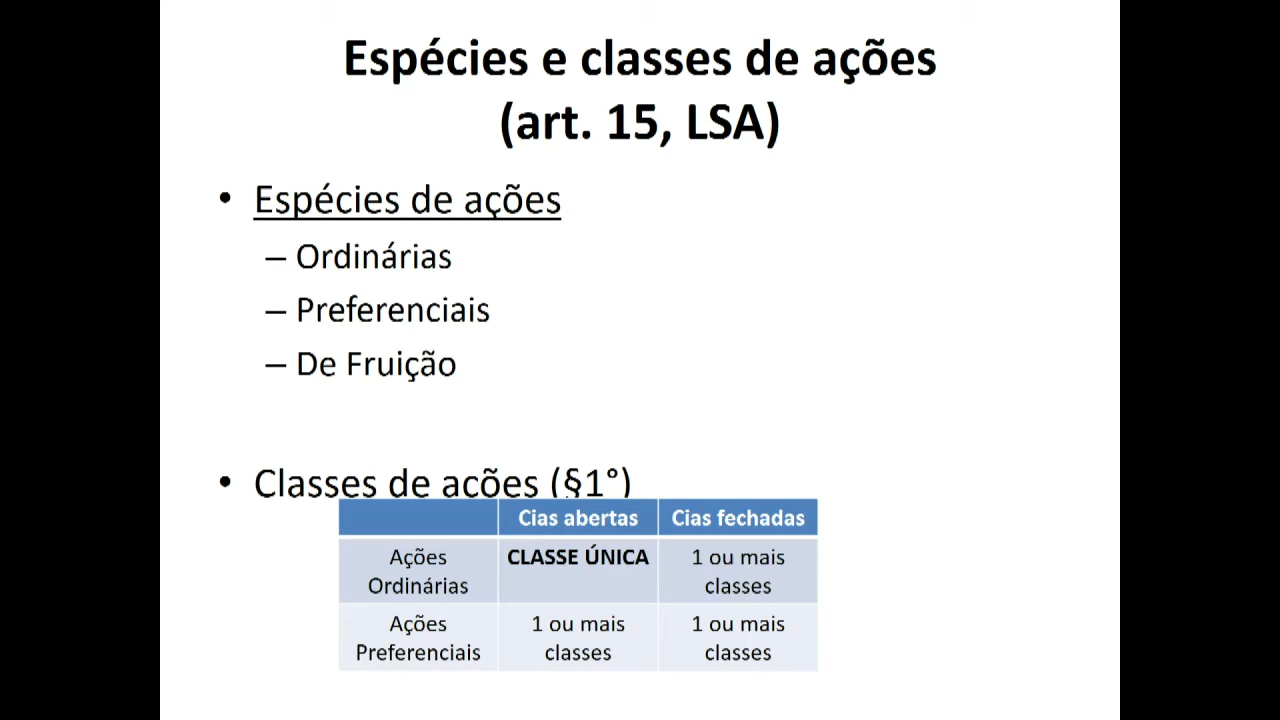 Espécies e classes de ações
(art. 15, LSA)
• Espécies de ações
– Ordinárias
– Preferenciais
– De Fruição
• Classes de ações (§1°)
Cias abertas Cias fechadas
Ações CLASSE ÚNICA 1 ou mais
Ordinárias classes
Ações 1 ou mais 1 ou mais
Preferenciais classes classes